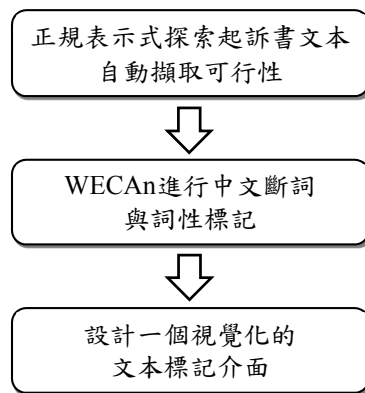 正規表示式探索起訴書文本
自動擷取可行性
WECAn進行中文斷詞
與詞性標記
設計一個視覺化的
文本標記介面